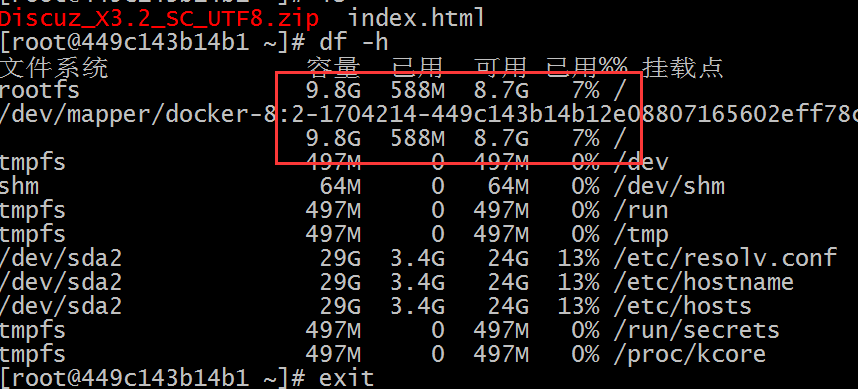 Discuz_X3.2_SC_UTF8.zip  index.html
[root@449c143b14b1 ~]# df -h
文件系统 容量 已用 可用 已用%% 挂载点
rootfs 9.8G 588M 8.7G 7% /
/dev/mapper/docker-8:2-1704214-449c143b14b12e08807165602eff78
9.8G 588M 8.7G 7% /
tmpfs 497M 0 497M 0% /dev
shm 64M 0 64M 0% /dev/shm
tmpfs 497M 0 497M 0% /run
tmpfs 497M 0 497M 0% /tmp
/dev/sda2 29G 3.4G 24G 13% /etc/resolv.conf
/dev/sda2 29G 3.4G 24G 13% /etc/hostname
/dev/sda2 29G 3.4G 24G 13% /etc/hosts
tmpfs 497M 0 497M 0% /run/secrets
tmpfs 497M 0 497M 0% /proc/kcore
[root@449c143b14b1 ~]# exit